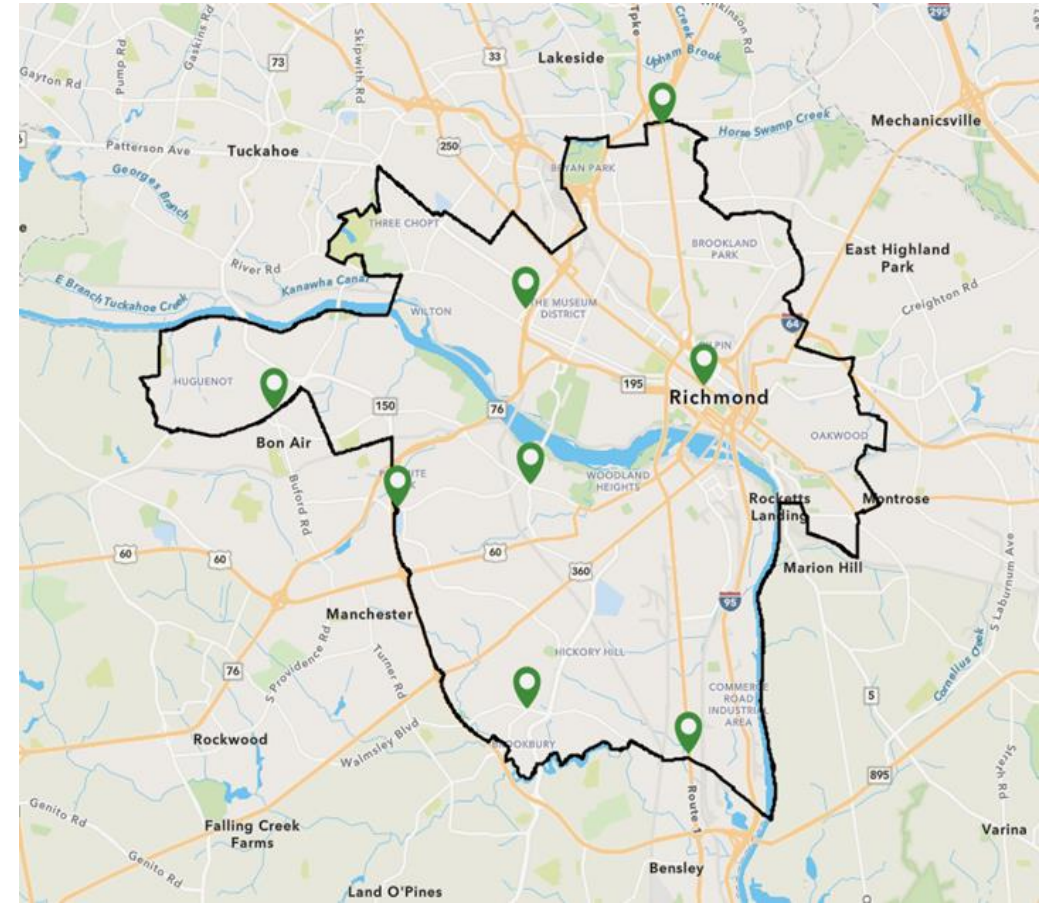 Gaskins Rd
Pump Rd
Gayton Rd
73
Skipwith Rd
33
Lakeside
Tpke
Creek
Upham Brook
Wilkinson Rd
295
Patterson Ave
Tuckahoe
250
Horse Swamp Creek
Mechanicsville
Georges Branch
BRYAN PARK
THREE CHOPT
BROOKLAND
PARK
East Highland
Park
River Rd
Kanawha Canal
E Branch Tuckahoe Creek
Creighton Rd
WILTON
THE MUSEUM
DISTRICT
64
HUGUENOT
195
Richmond
150
76
Bon Air
OAKWOOD
Buford Rd
WOODLAND
HEIGHTS
Rocketts
Landing
Montrose
60
60
60
360
Marion Hill
S Laburnum Ave
95
Manchester
S Providence Rd
Turner Rd
HICKORY HILL
Cornelius Creek
76
COMMERCE
ROAD
INDUSTRIAL
AREA
5
Rockwood
Walmsley Blvd
BROOKBURY
895
Strath Rd
Route 1
Genito Rd
Falling Creek
Farms
Varina
Genito Rd
Bensley
Land O'Pines